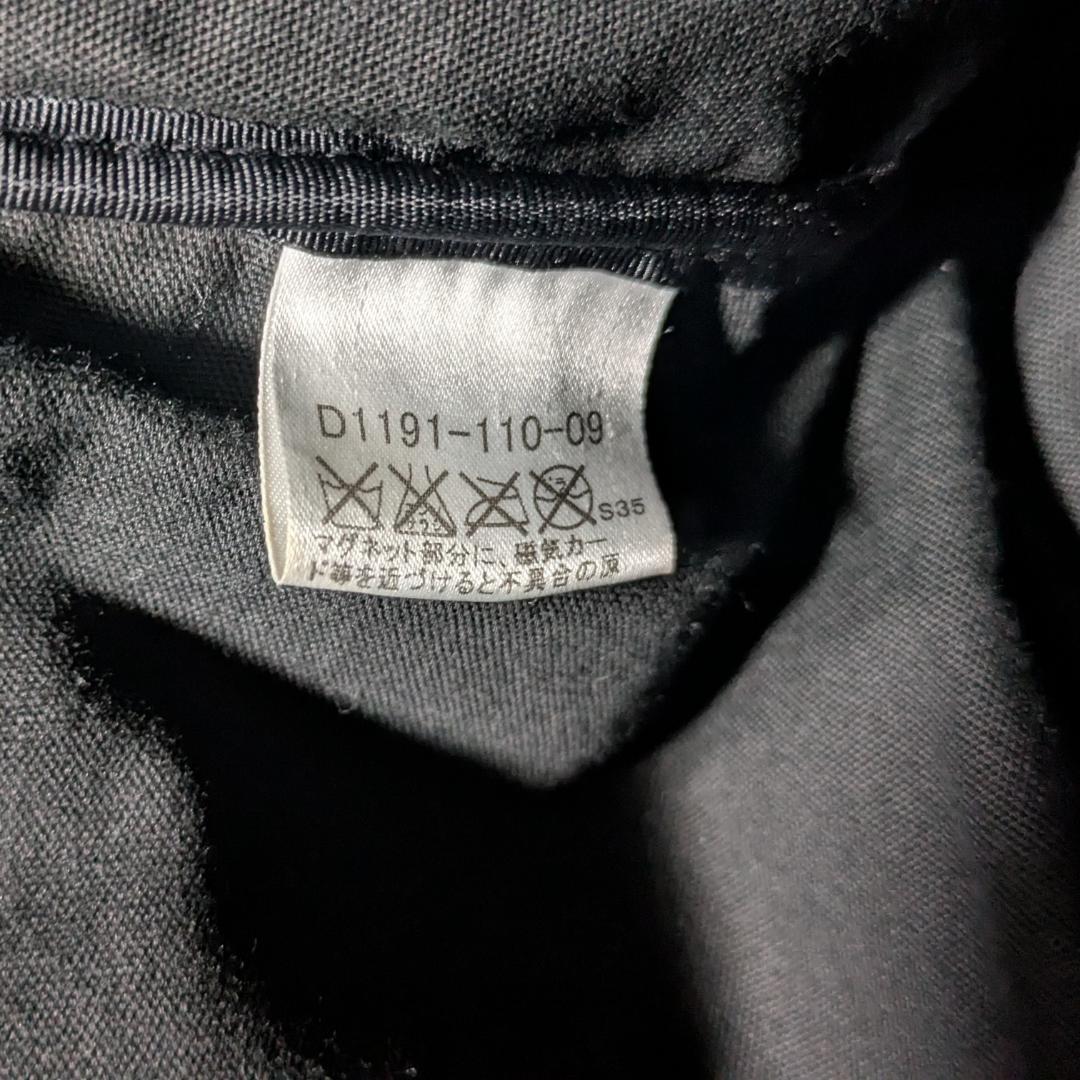 D1191-110-09
S35
マグネット部分に、磁気カー
ド等を近づけると不具合の原